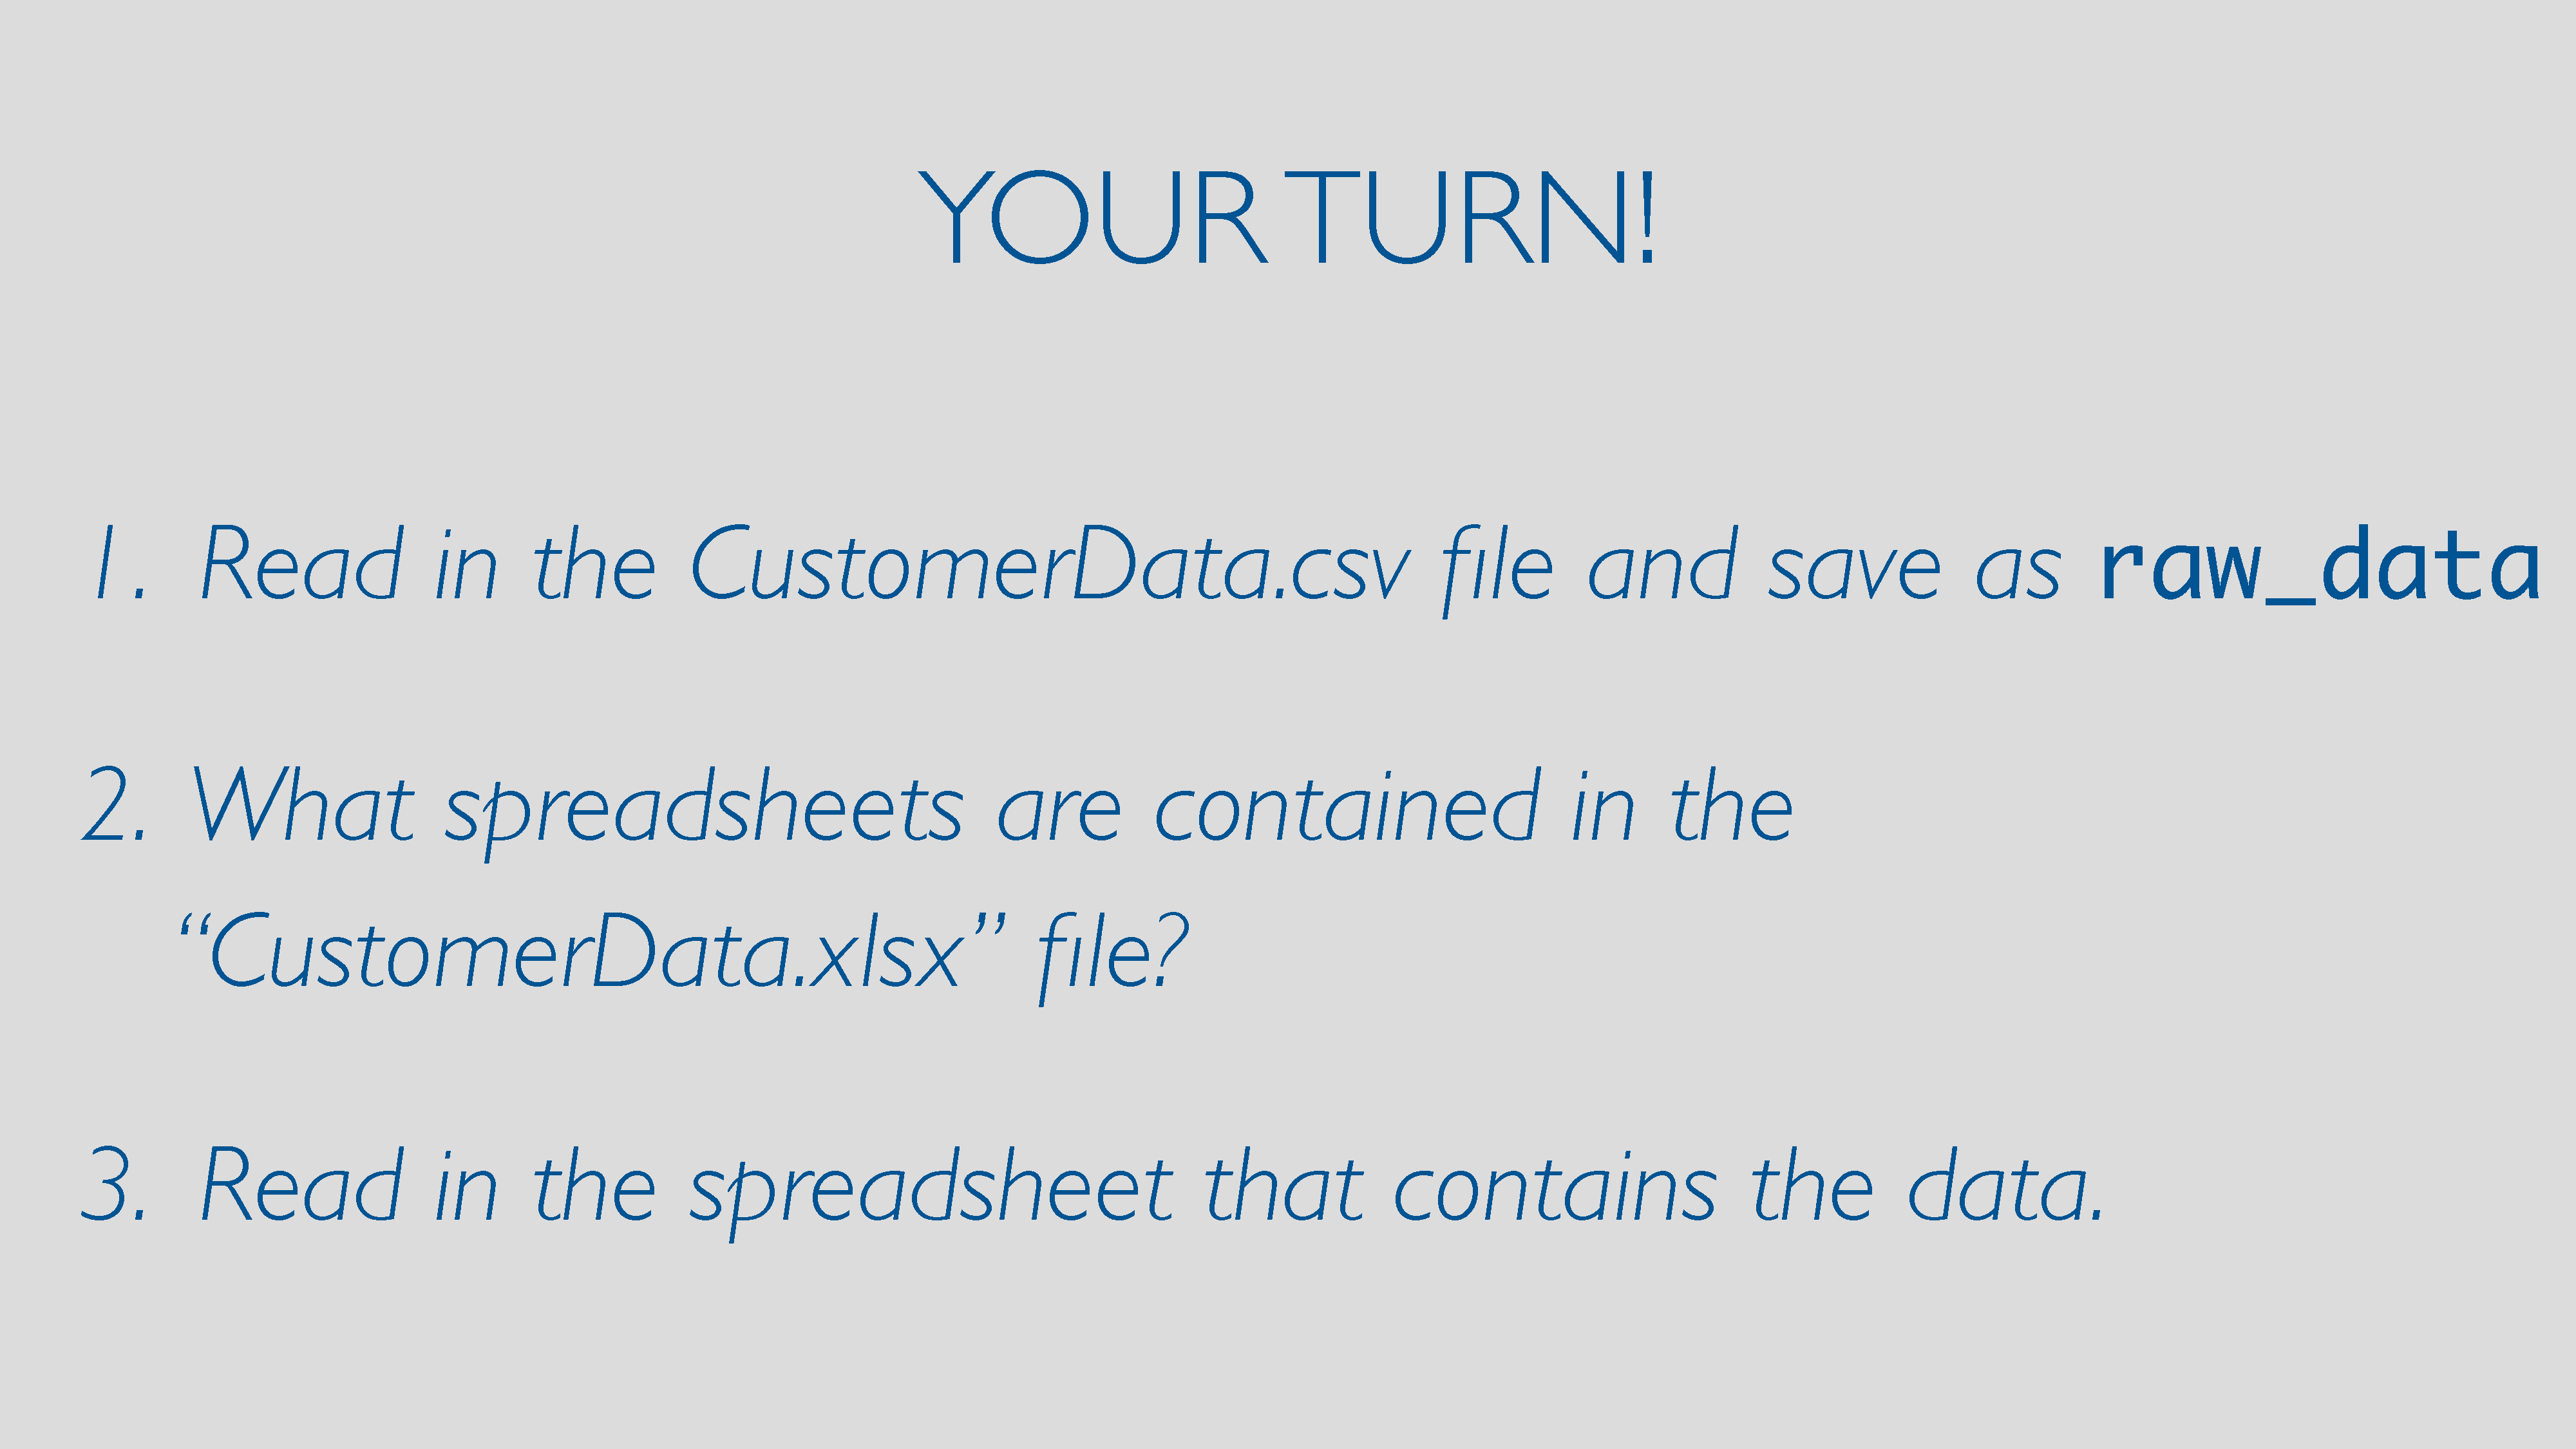 YOUR TURN!
1. Read in the CustomerData.csv file and save as raw_data
2. What spreadsheets are contained in the
“CustomerData.xlsx” file?
3. Read in the spreadsheet that contains the data.